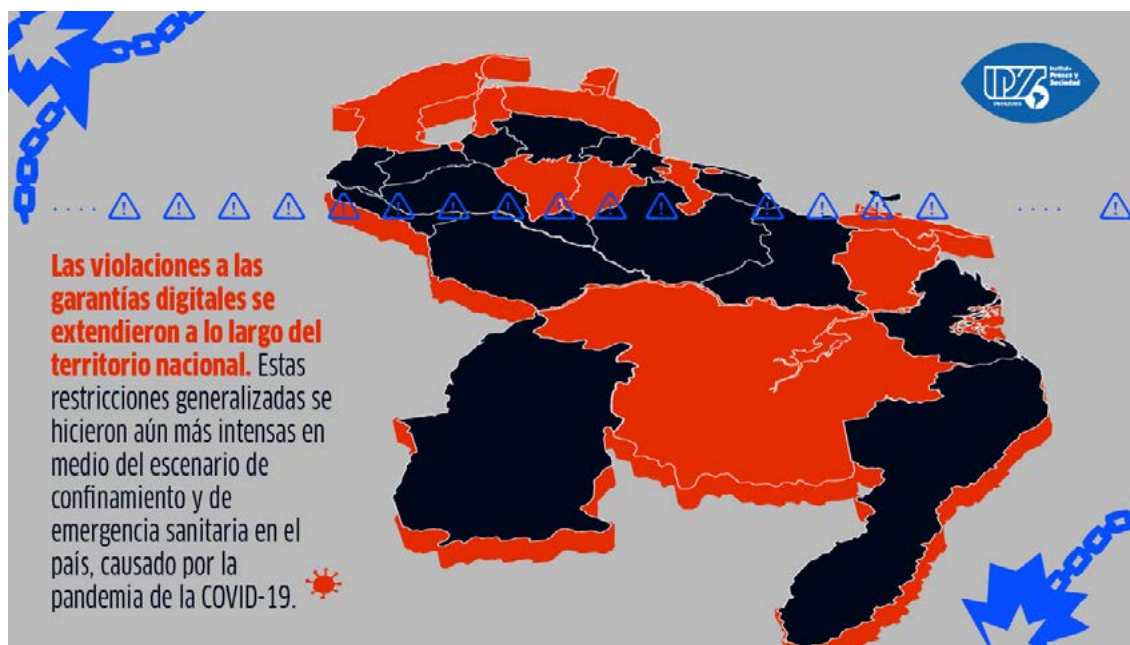 IPYS
Instituto
Prensa y
Sociedad
Venezuela
Las violaciones a las
garantías digitales se
extendieron a lo largo del
territorio nacional. Estas
restricciones generalizadas se
hicieron aún más intensas en
medio del escenario de
confinamiento y de
emergencia sanitaria en el
país, causado por la
pandemia de la COVID-19.